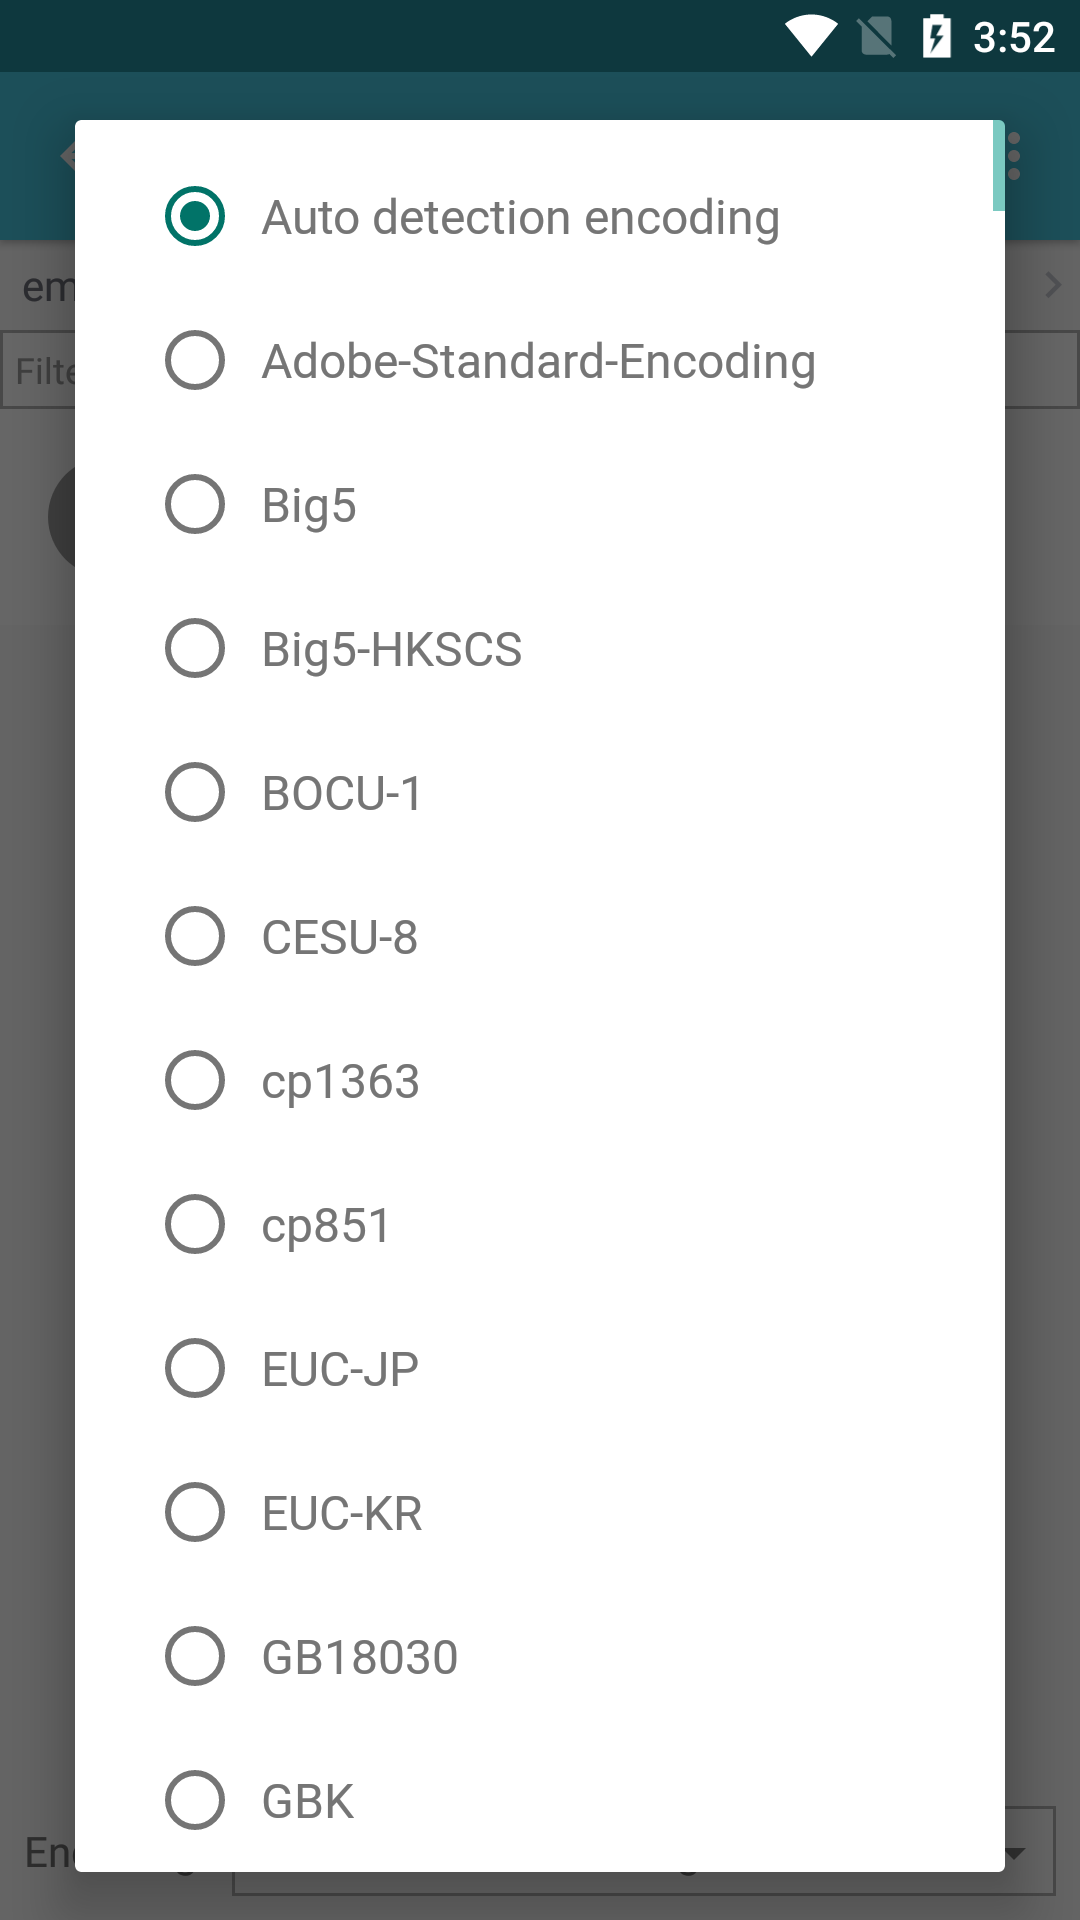 3:52
Auto detection encoding
em
Filte
Adobe-Standard-Encoding
Big5
Big5-HKSCS
BOCU-1
CESU-8
cp1363
cp851
EUC-JP
EUC-KR
GB18030
GBK